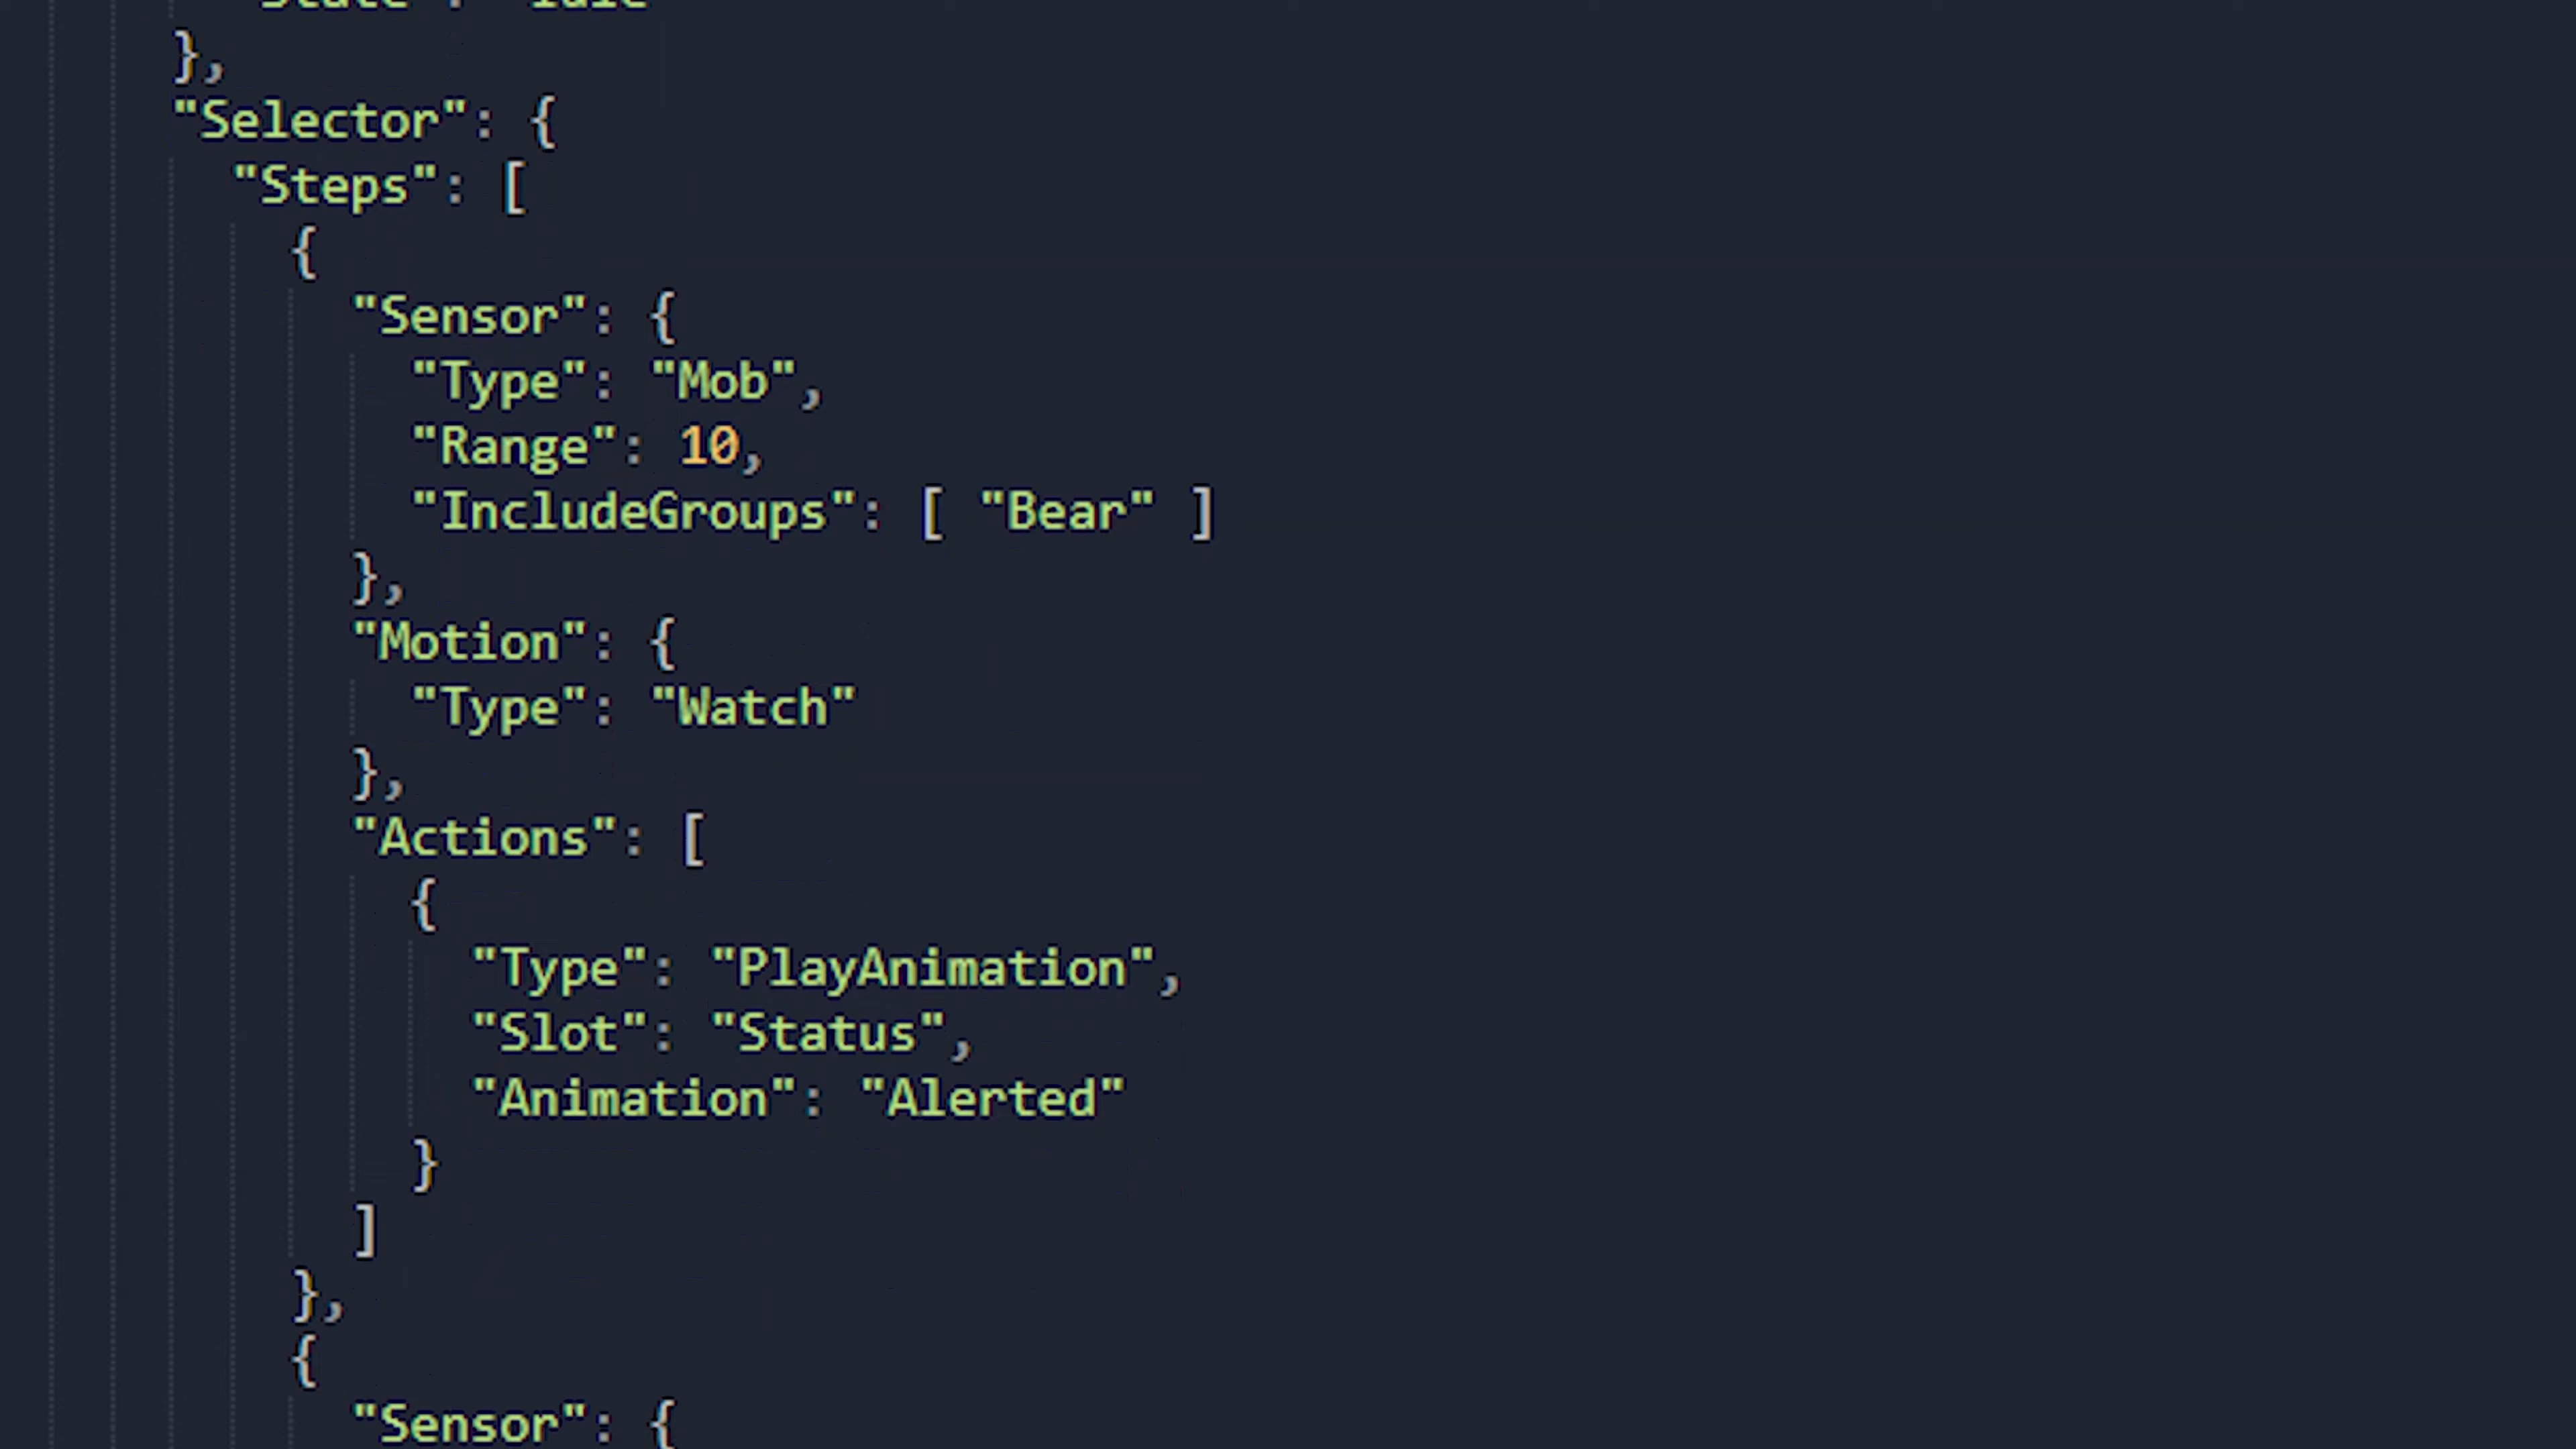 },
"Selector": {
"Steps": [
{
"Sensor": {
"Type": "Mob",
"Range": 10,
"IncludeGroups": [ "Bear" ]
},
"Motion": {
"Type": "Watch"
},
"Actions": [
{
"Type": "PlayAnimation",
"Slot": "Status",
"Animation": "Alerted"
}
]
},
{
"Sensor": {